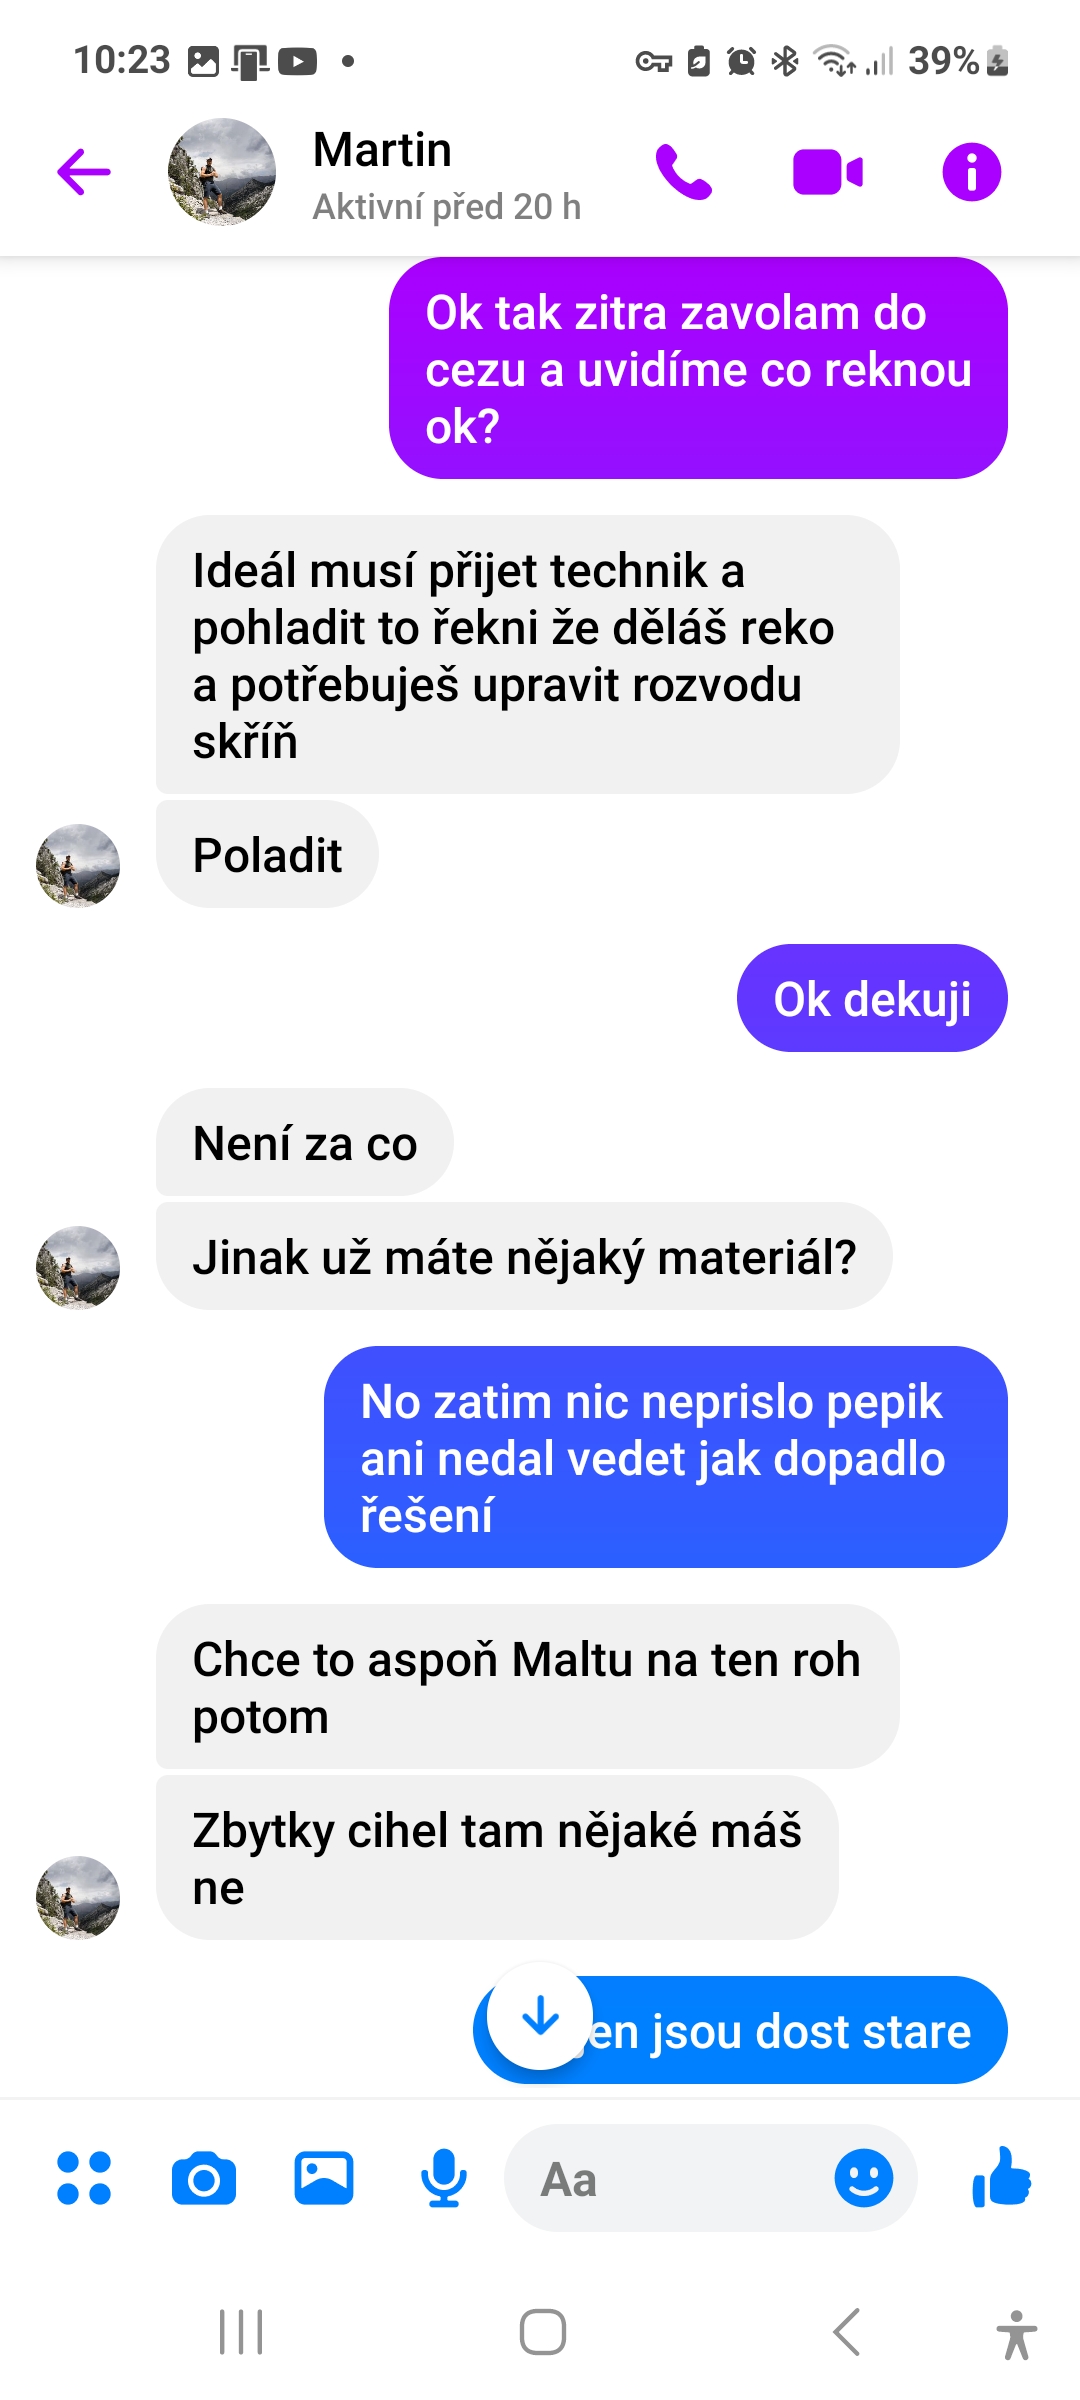 10:23
39%
Martin
Aktivní před 20 h
Ok tak zitra zavolam do
cezu a uvidíme co reknou
ok?
Ideál musí přijet technik a
pohladit to řekni že děláš reko
a potřebuješ upravit rozvodu
skříň
Poladit
Ok dekuji
Není za co
Jinak už máte nějaký materiál?
No zatim nic neprislo pepik
ani nedal vedet jak dopadlo
řešení
Chce to aspoň Maltu na ten roh
potom
Zbytky cihel tam nějaké máš
ne
jsou dost stare
Aa